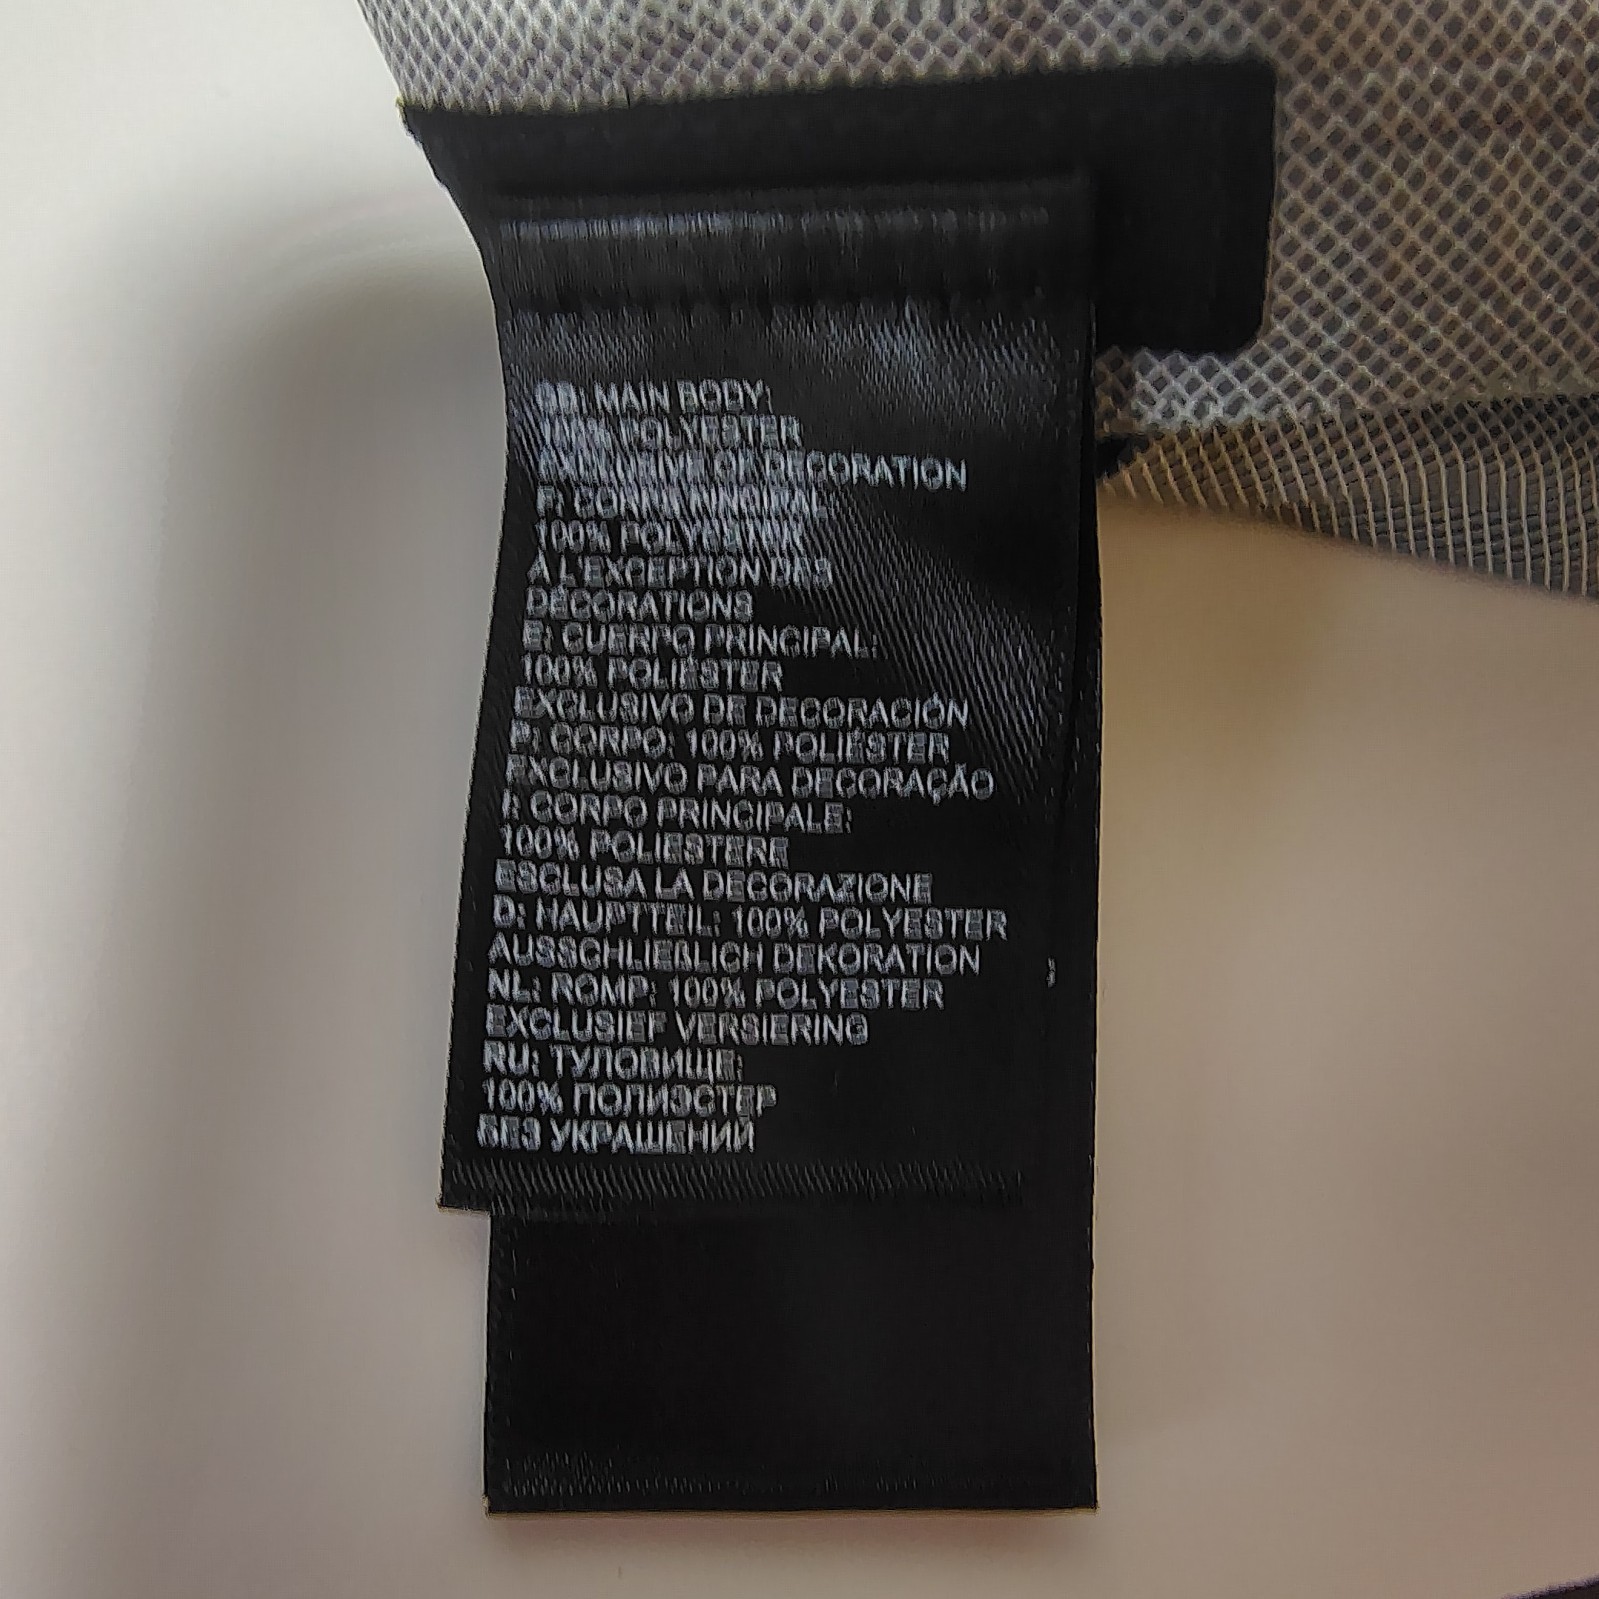 GB: MAIN BODY:
100% POLYESTER
EXCLUSIVE OF DECORATION
F: CORPS PRINCIPAL
100% POLYESTER
À L'EXCEPTION DES
DÉCORATIONS
E: CUERPO PRINCIPAL:
100% POLIÉSTER
EXCLUSIVO DE DECORACIÓN
P: CORPO: 100% POLIÉSTER
EXCLUSIVO PARA DECORAÇÃO
I: CORPO PRINCIPALE:
100% POLIESTERE
ESCLUSA LA DECORAZIONE
D: HAUPTTEIL: 100% POLYESTER
AUSSCHLIEßLICH DEKORATION
NL: ROMP: 100% POLYESTER
EXCLUSIEF VERSIERING
RU: ТУЛОВИЩЕ:
100% ПОЛИЭСТЕР
БЕЗ УКРАШЕНИЙ